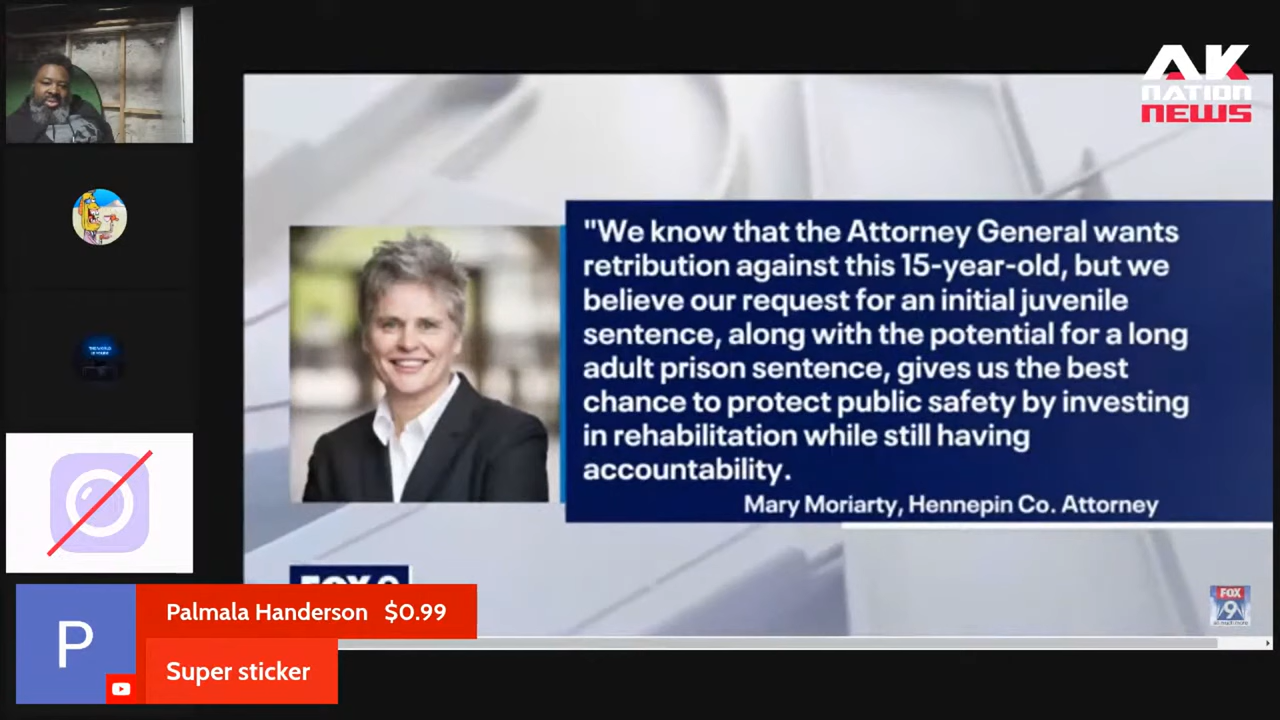 AK
NATION
NEWS
"We know that the Attorney General wants
retribution against this 15-year-old, but we
believe our request for an initial juvenile
sentence, along with the potential for a long
adult prison sentence, gives us the best
chance to protect public safety by investing
in rehabilitation while still having
accountability.
Mary Moriarty, Hennepin Co. Attorney
FOX 9
FOX
9
P
Palmala Handerson $0.99
Super sticker